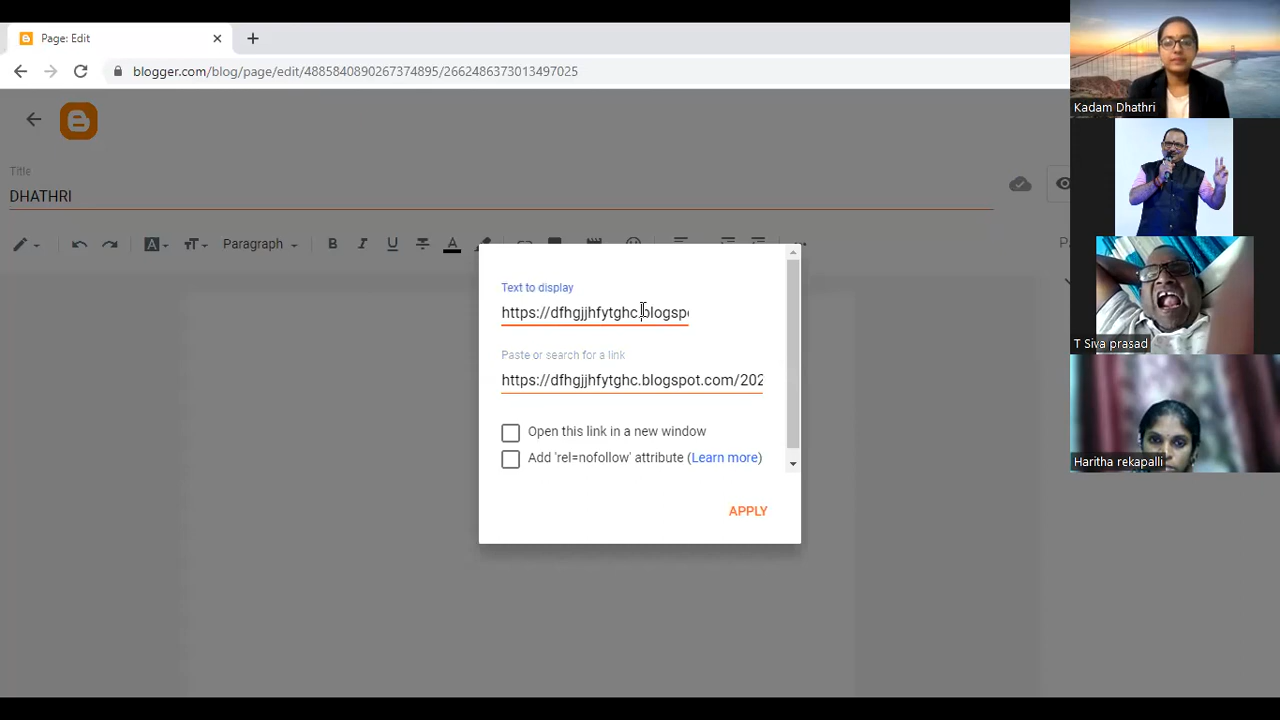 Page: Edit
blogger.com/blog/page/edit/4885840890267374895/2662486373013497025
Title
DHATHRI
Paragraph
B I U A
Text to display
https://dfhgjjhfytghc.blogsp
Paste or search for a link
https://dfhgjjhfytghc.blogspot.com/202
Open this link in a new window
Add 'rel=nofollow' attribute (Learn more)
APPLY
Kadam Dhathri
T Siva prasad
Haritha rekapalli